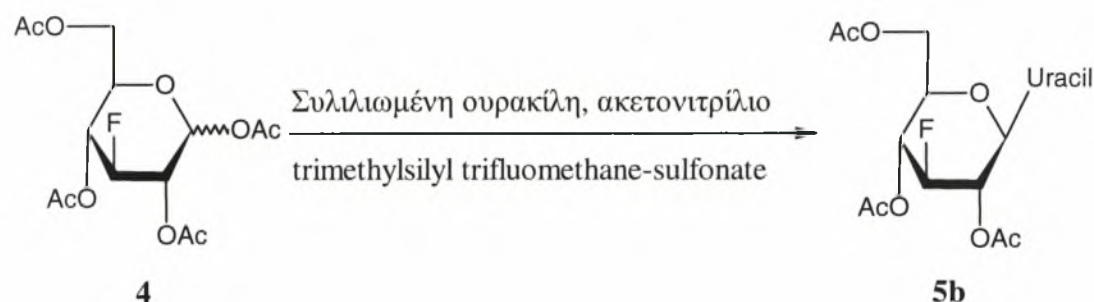 AcO
O
F
OAc
AcO
OAc
4
Συλιλιωμένη ουρακίλη, ακετονιτρίλιο
trimethylsilyl trifluomethane-sulfonate
AcO
Uracil
O
F
AcO
OAc
5b